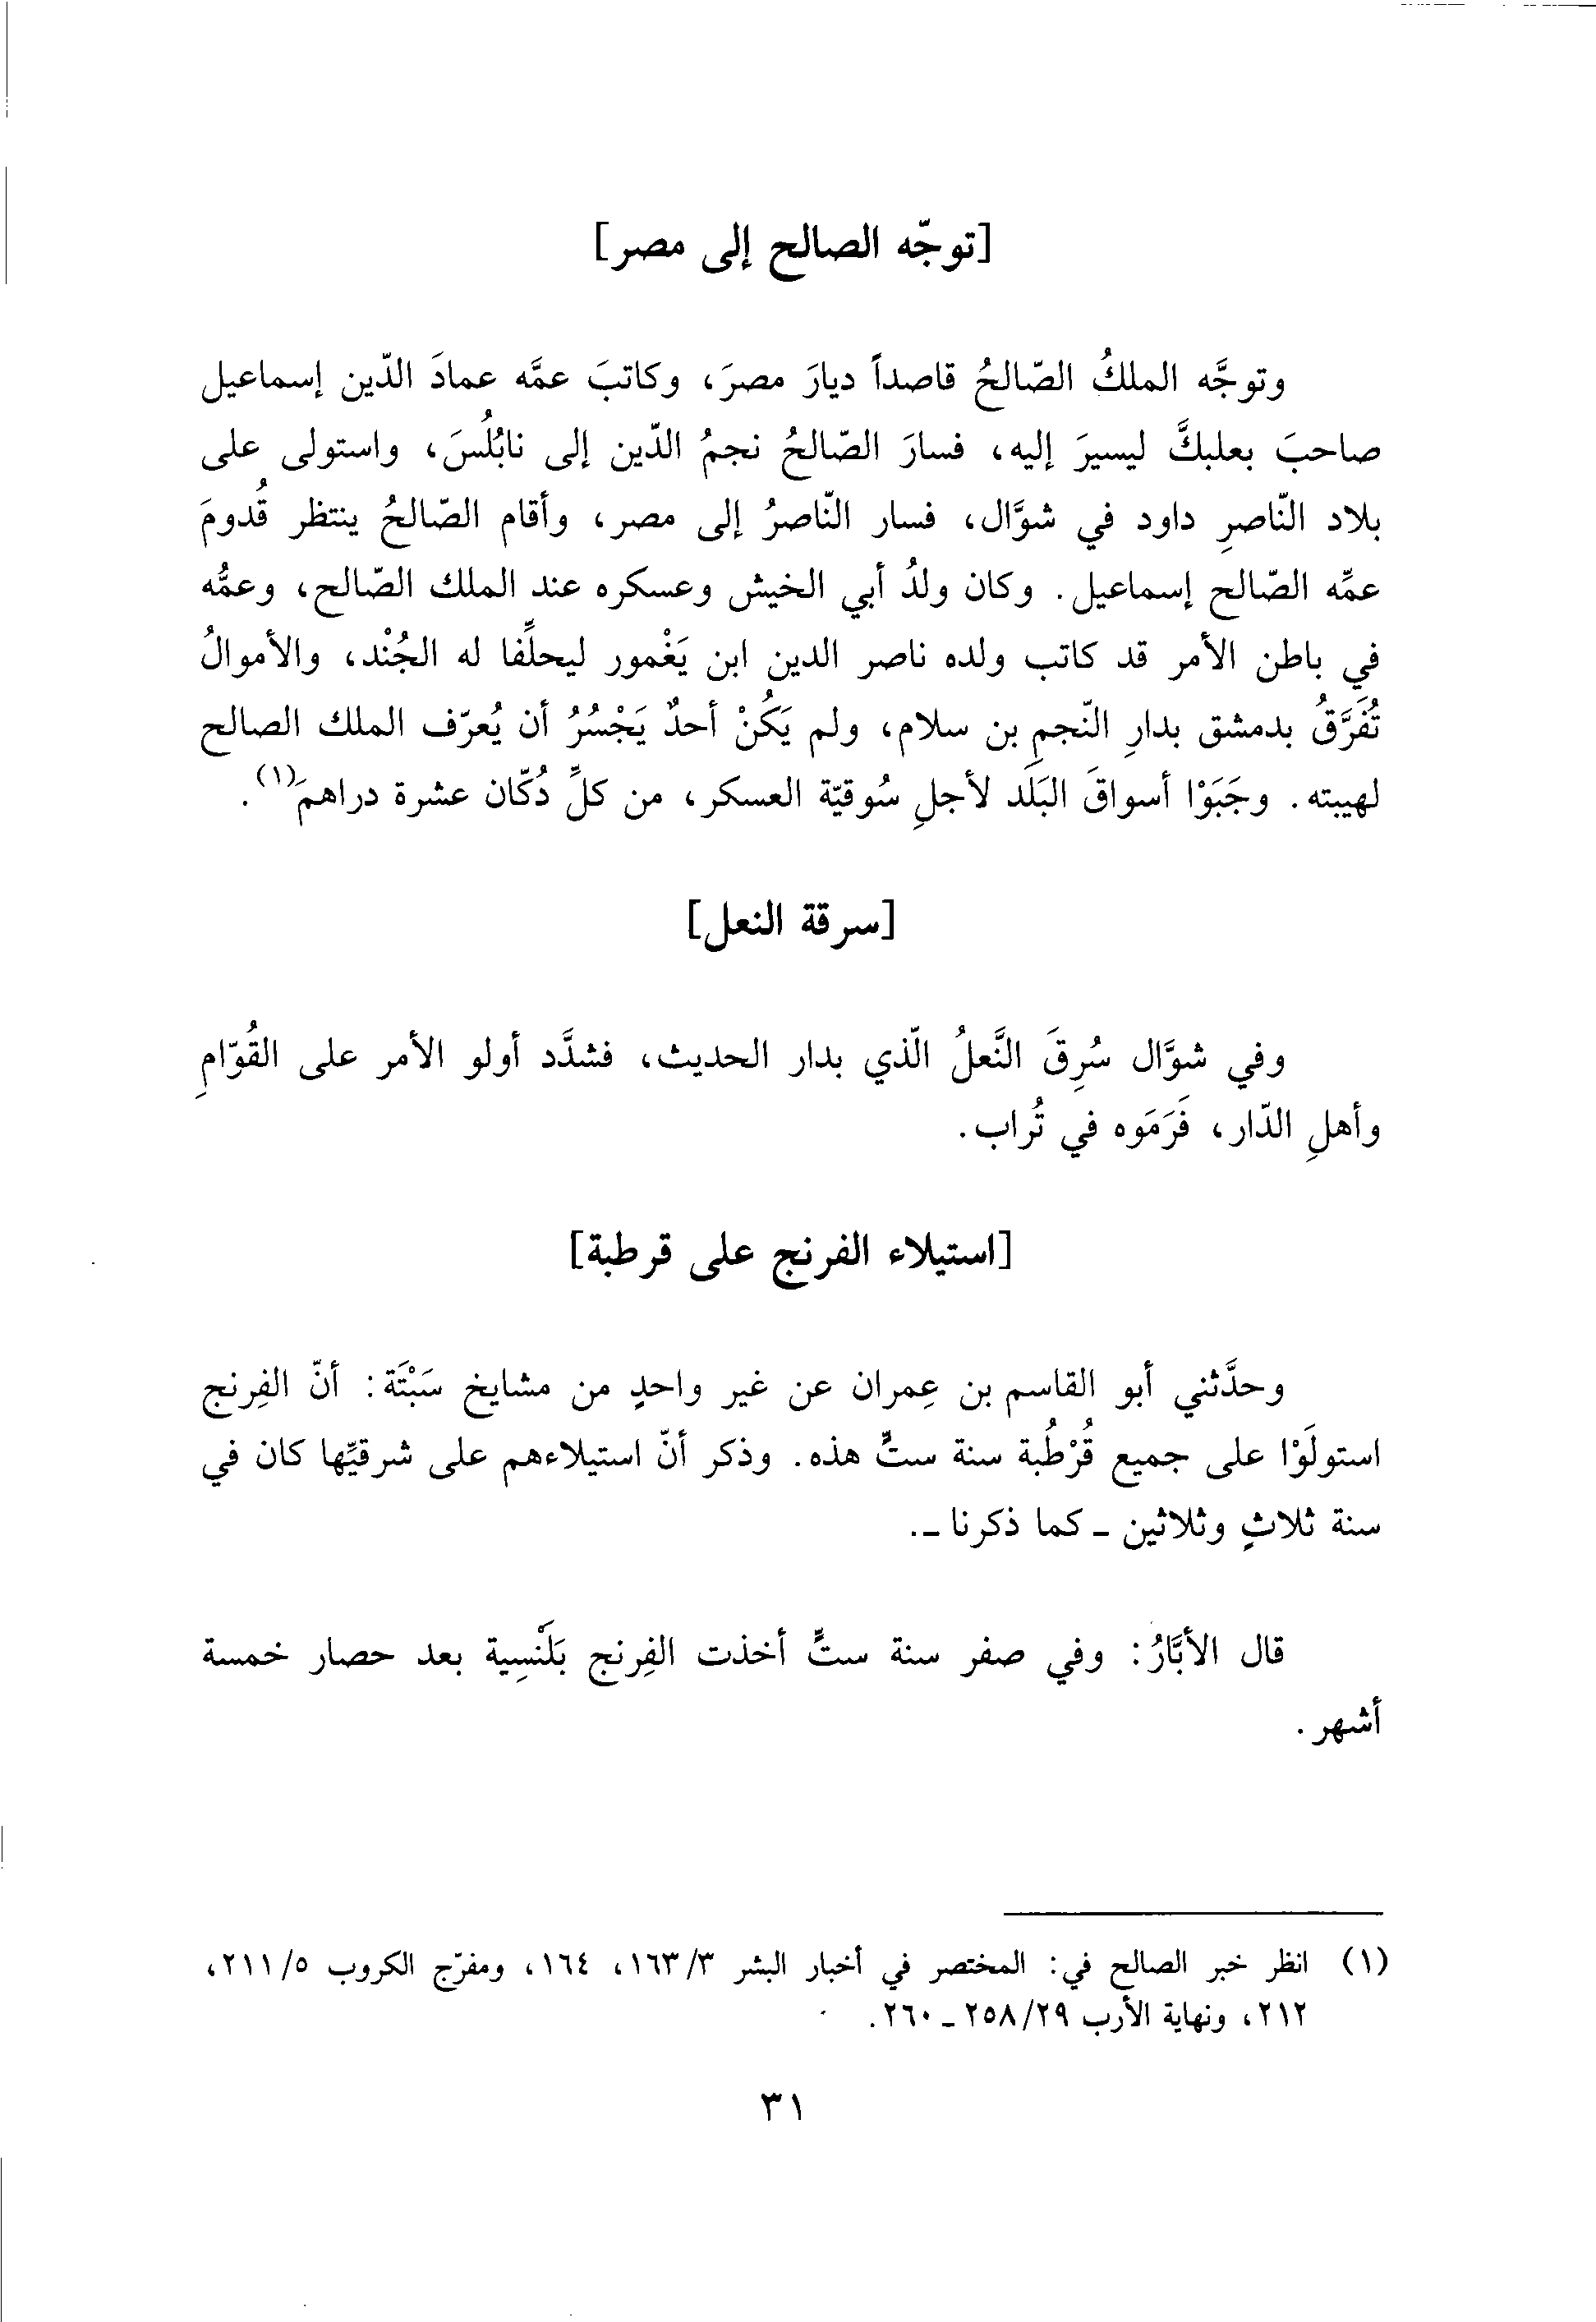 [توجّه الصالح إلى مصر]
وتوجَّه الملكُ الصّالحُ قاصداً ديارَ مصرَ، وكاتبَ عمَّه عمادَ الدّين إسماعيل
صاحبَ بعلبكَّ ليسيرَ إليه، فسارَ الصّالحُ نجمُ الدّين إلى نابُلُسَ، واستولى على
بلاد النّاصرِ داود في شوَّال، فسار النّاصرُ إلى مصر، وأقام الصّالحُ ينتظر قُدومَ
عمِّه الصّالح إسماعيل. وكان ولدُ أبي الخيش وعسكره عند الملك الصّالح، وعمُّه
في باطن الأمر قد كاتب ولده ناصر الدين ابن يَغْمور ليحلِّفا له الجُنْد، والأموالُ
تُفَرَّقُ بدمشق بدارِ النّجمِ بن سلام، ولم يَكُنْ أحدٌ يَجْسُرُ أن يُعرّف الملك الصالح
لهيبته. وجَبَوْا أسواقَ البَلَد لأجلِ سُوقيّة العسكر، من كلِّ دُكّان عشرة دراهمَ(١).
[سرقة النعل]
وفي شوَّال سُرِقَ النَّعلُ الّذي بدار الحديث، فشدَّد أولو الأمر على القُوّامِ
وأهلِ الدّار، فَرَمَوه في تُراب.
[استيلاء الفرنج على قرطبة]
وحدَّثني أبو القاسم بن عِمران عن غير واحدٍ من مشايخ سَبْتَة: أنّ الفِرنج
استولَوْا على جميع قُرْطُبة سنة ستٍّ هذه. وذكر أنّ استيلاءهم على شرقيِّها كان في
سنة ثلاثٍ وثلاثين ـ كما ذكرنا ـ.
قال الأبَّارُ: وفي صفر سنة ستٍّ أخذت الفِرنج بَلَنْسِية بعد حصار خمسة
أشهر.
(١) انظر خبر الصالح في: المختصر في أخبار البشر ٣/١٦٣، ١٦٤، ومفرّج الكروب ٥/٢١١،
٢١٢، ونهاية الأرب ٢٩/٢٥٨ ـ ٢٦٠.
٣١